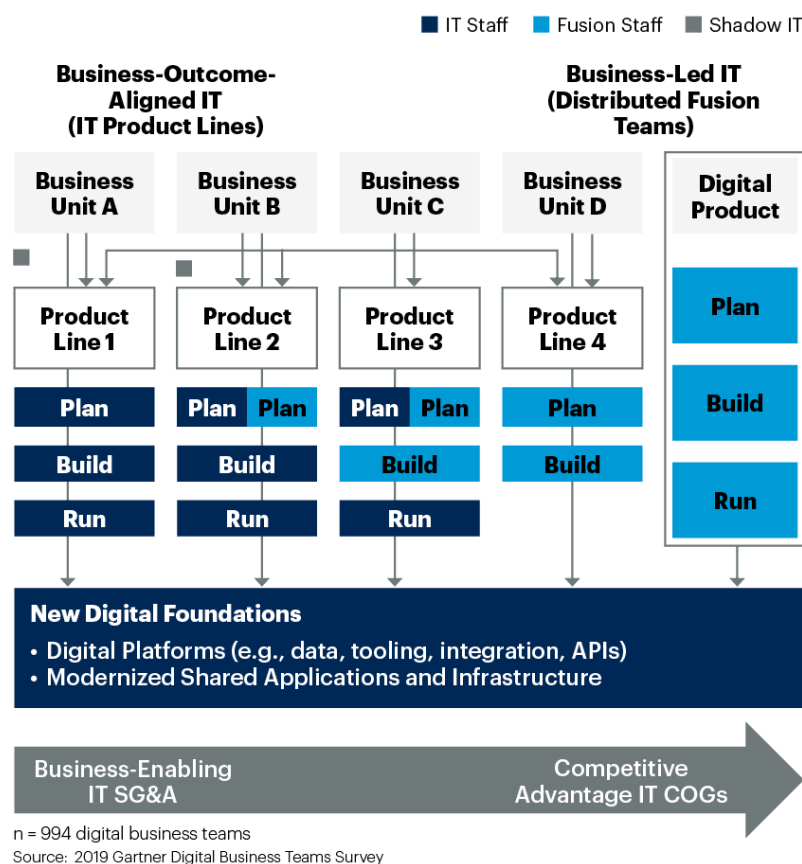 IT Staff Fusion Staff Shadow IT
Business-Outcome-
Aligned IT
(IT Product Lines)
Business-Led IT
(Distributed Fusion
Teams)
Business
Unit A
Business
Unit B
Business
Unit C
Business
Unit D
Digital
Product
Product
Line 1
Product
Line 2
Product
Line 3
Product
Line 4
Plan
Plan Plan
Plan Plan
Plan
Plan
Build
Build
Build
Build
Build
Run
Run
Run
Run
New Digital Foundations
• Digital Platforms (e.g., data, tooling, integration, APIs)
• Modernized Shared Applications and Infrastructure
Business-Enabling
IT SG&A
Competitive
Advantage IT COGs
n = 994 digital business teams
Source: 2019 Gartner Digital Business Teams Survey